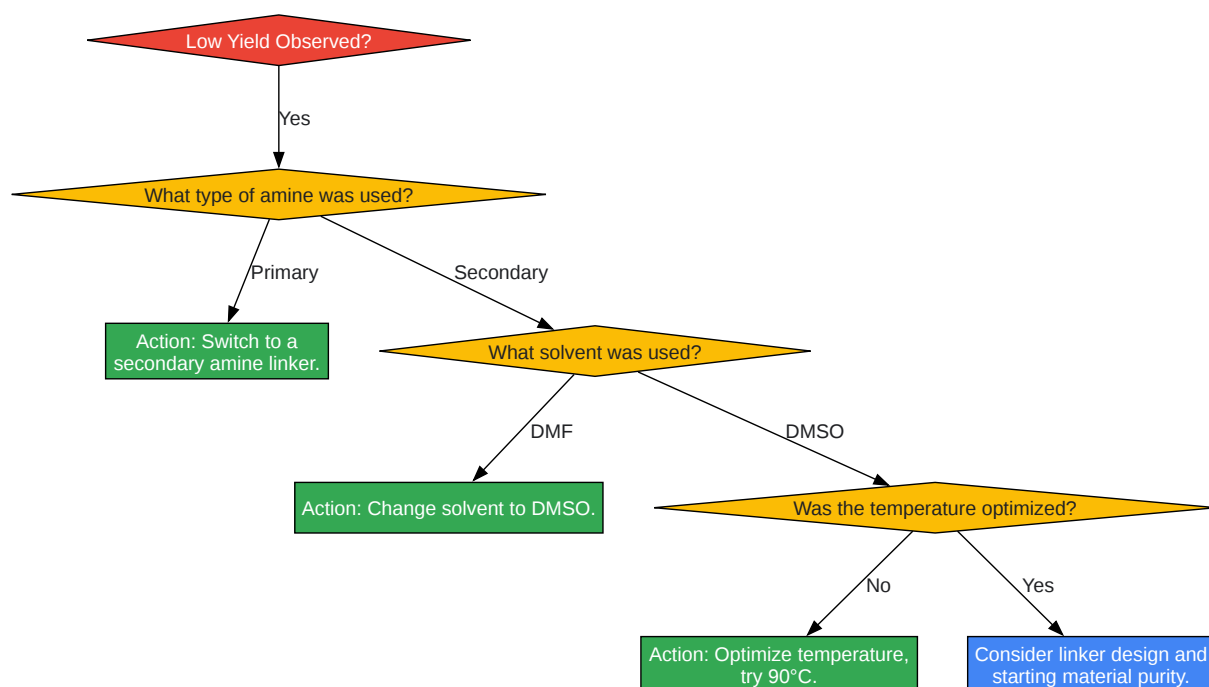 Low Yield Observed?
Yes
What type of amine was used?
Primary
Secondary
Action: Switch to a
secondary amine linker.
What solvent was used?
DMF
DMSO
Action: Change solvent to DMSO.
Was the temperature optimized?
No
Yes
Action: Optimize temperature,
try 90°C.
Consider linker design and
starting material purity.